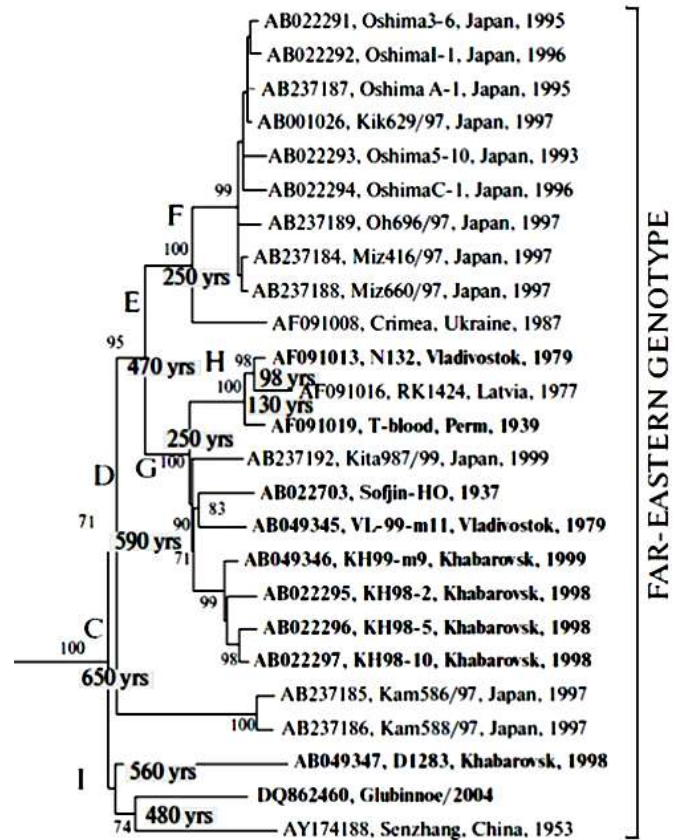 AB022291, Oshima3-6, Japan, 1995
AB022292, OshimaI-1, Japan, 1996
AB237187, Oshima A-1, Japan, 1995
AB001026, Kik629/97, Japan, 1997
AB022293, Oshima5-10, Japan, 1993
99
AB022294, OshimaC-1, Japan, 1996
F
AB237189, Oh696/97, Japan, 1997
100
AB237184, Miz416/97, Japan, 1997
250 yrs
AB237188, Miz660/97, Japan, 1997
E
AF091008, Crimea, Ukraine, 1987
95
470 yrs
H
98
AF091013, N132, Vladivostok, 1979
98 yrs
100
AF091016, RK1424, Latvia, 1977
130 yrs
AF091019, T-blood, Perm, 1939
250 yrs
G
100
AB237192, Kita987/99, Japan, 1999
D
AB022703, Sofjin-HO, 1937
83
71
90
AB049345, VL-99-m11, Vladivostok, 1979
590 yrs
71
AB049346, KH99-m9, Khabarovsk, 1999
99
AB022295, KH98-2, Khabarovsk, 1998
C
AB022296, KH98-5, Khabarovsk, 1998
100
98
AB022297, KH98-10, Khabarovsk, 1998
650 yrs
AB237185, Kam586/97, Japan, 1997
100
AB237186, Kam588/97, Japan, 1997
I
560 yrs
AB049347, D1283, Khabarovsk, 1998
DQ862460, Glubinnoe/2004
480 yrs
74
AY174188, Senzhang, China, 1953
FAR-EASTERN GENOTYPE